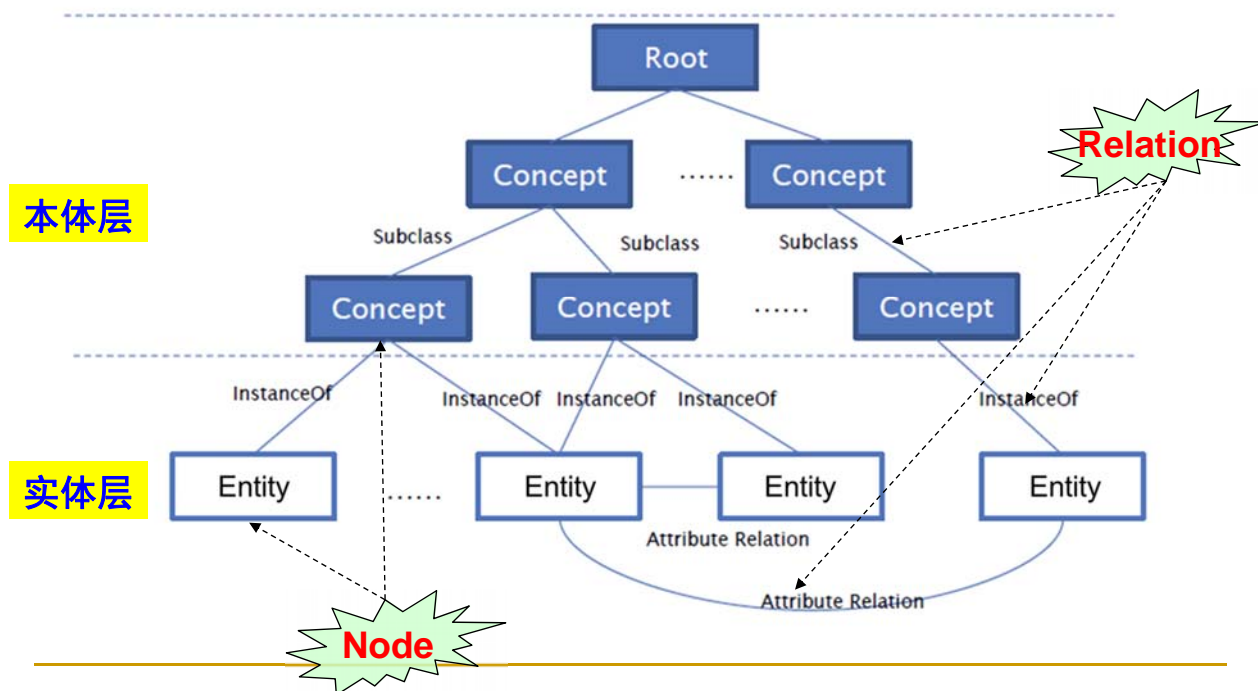 Root
Relation
Concept
……
Concept
本体层
Subclass
Subclass
Subclass
Concept
Concept
……
Concept
InstanceOf
InstanceOf
InstanceOf
InstanceOf
InstanceOf
实体层
Entity
……
Entity
Entity
Entity
Attribute Relation
Attribute Relation
Node